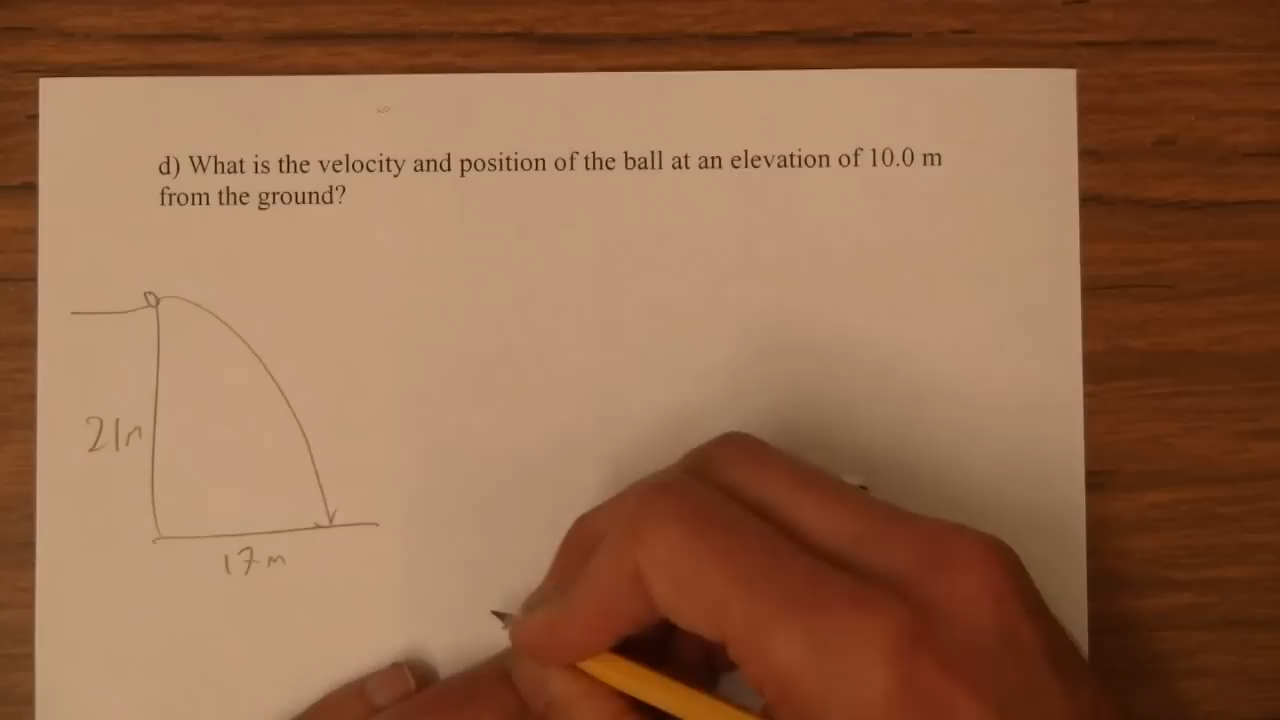 d) What is the velocity and position of the ball at an elevation of 10.0 m
from the ground?
21m
17m